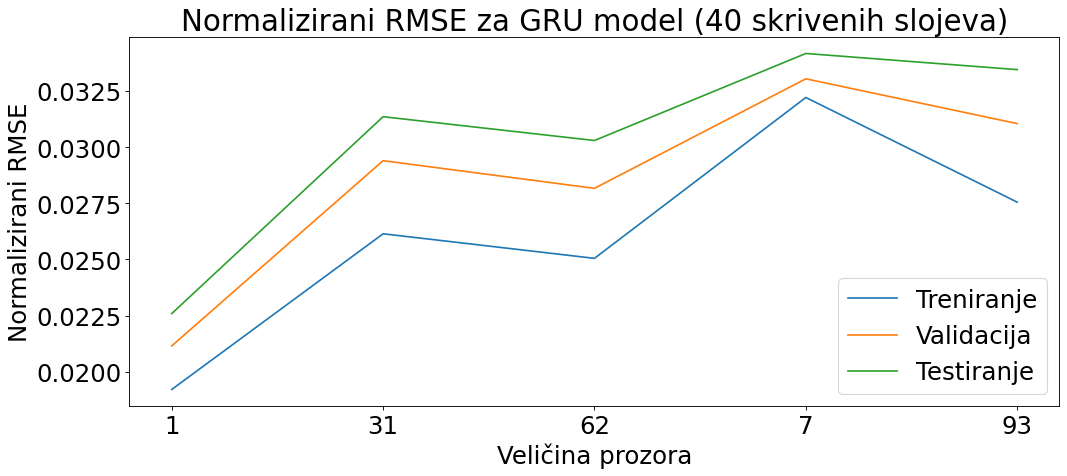 Normalizirani RMSE za GRU model (40 skrivenih slojeva)
Normalizirani RMSE
0.0325
0.0300
0.0275
0.0250
0.0225
0.0200
Treniranje
Validacija
Testiranje
1 31 62 7 93
Veličina prozora